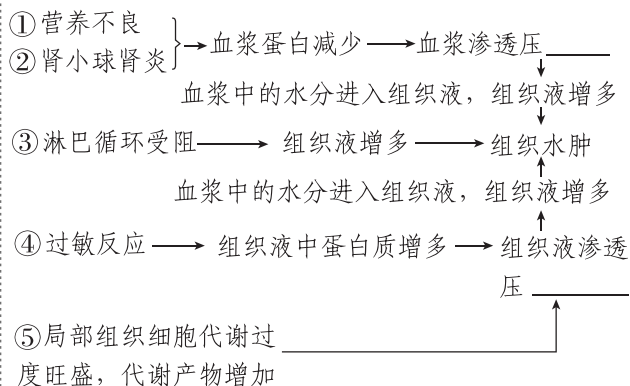 ①营养不良
②肾小球肾炎
血浆蛋白减少
血浆渗透压
血浆中的水分进入组织液，组织液增多
③淋巴循环受阻
组织液增多
组织水肿
血浆中的水分进入组织液，组织液增多
④过敏反应
组织液中蛋白质增多
组织液渗透
压
⑤局部组织细胞代谢过
度旺盛，代谢产物增加